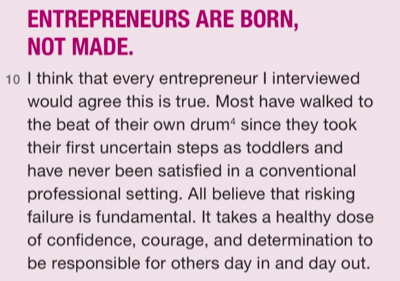 ENTREPRENEURS ARE BORN,
NOT MADE.
10 I think that every entrepreneur I interviewed
would agree this is true. Most have walked to
the beat of their own drum⁴ since they took
their first uncertain steps as toddlers and
have never been satisfied in a conventional
professional setting. All believe that risking
failure is fundamental. It takes a healthy dose
of confidence, courage, and determination to
be responsible for others day in and day out.